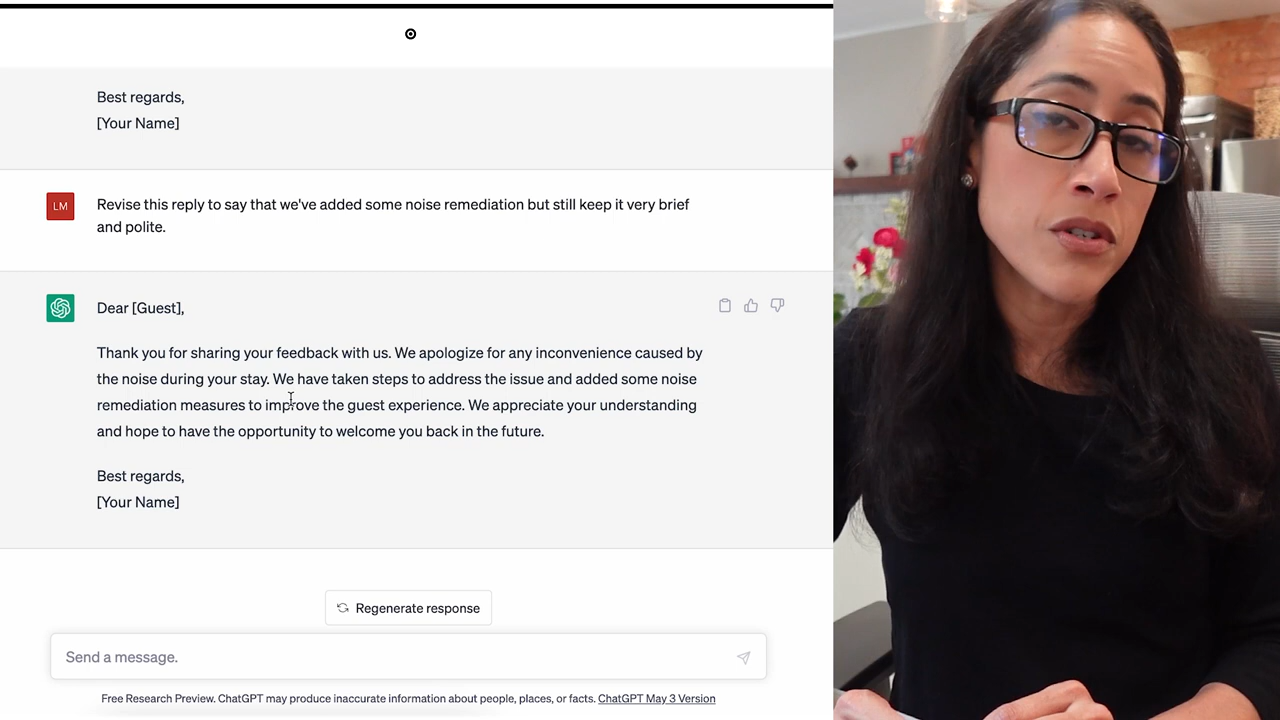 Best regards,
[Your Name]
LM
Revise this reply to say that we've added some noise remediation but still keep it very brief
and polite.
Dear [Guest],
Thank you for sharing your feedback with us. We apologize for any inconvenience caused by
the noise during your stay. We have taken steps to address the issue and added some noise
remediation measures to improve the guest experience. We appreciate your understanding
and hope to have the opportunity to welcome you back in the future.
Best regards,
[Your Name]
Regenerate response
Send a message.
Free Research Preview. ChatGPT may produce inaccurate information about people, places, or facts. ChatGPT May 3 Version